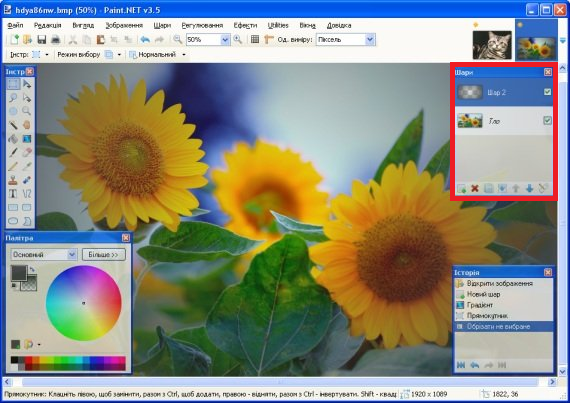 hdya86nw.bmp (50%) - Paint.NET v3.5
Файл Редакція Вигляд Зображення Шари Регулювання Ефекти Utilities Вікна Довідка
50% Од. виміру: Піксель
Інстр: Режим вибору Нормальний
Інстр
Шари
Шар 2
Тло
Палітра
Основний Більше >>
Історія
Відкрити зображення
Новий шар
Градієнт
Прямокутник
Обрізати не вибране
Прямокутник: Клацніть лівою, щоб замінити, разом з Ctrl, щоб додати, правою - відняти, разом з Ctrl - інвертувати. Shift - квад 1920 x 1089 1822, 36